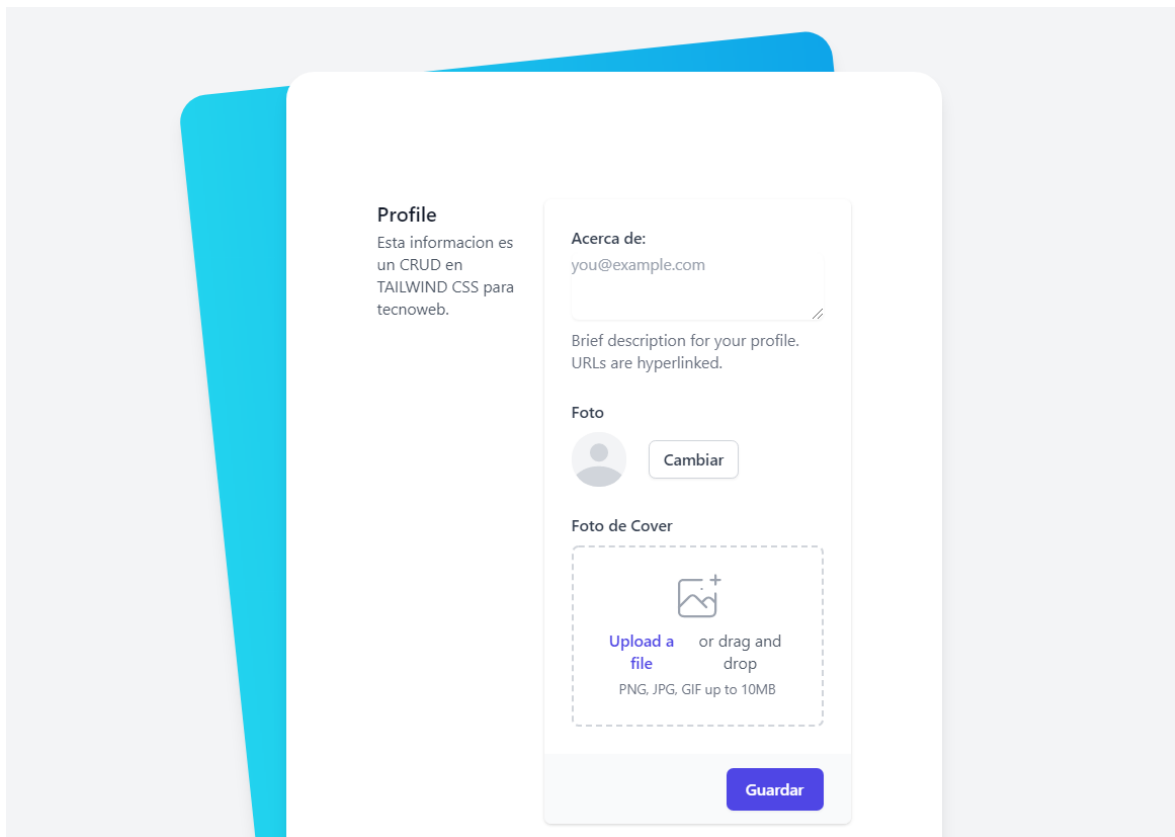 Profile
Esta informacion es
un CRUD en
TAILWIND CSS para
tecnoweb.
Acerca de:
you@example.com
Brief description for your profile.
URLs are hyperlinked.
Foto
Cambiar
Foto de Cover
Upload a file
or drag and drop
PNG, JPG, GIF up to 10MB
Guardar